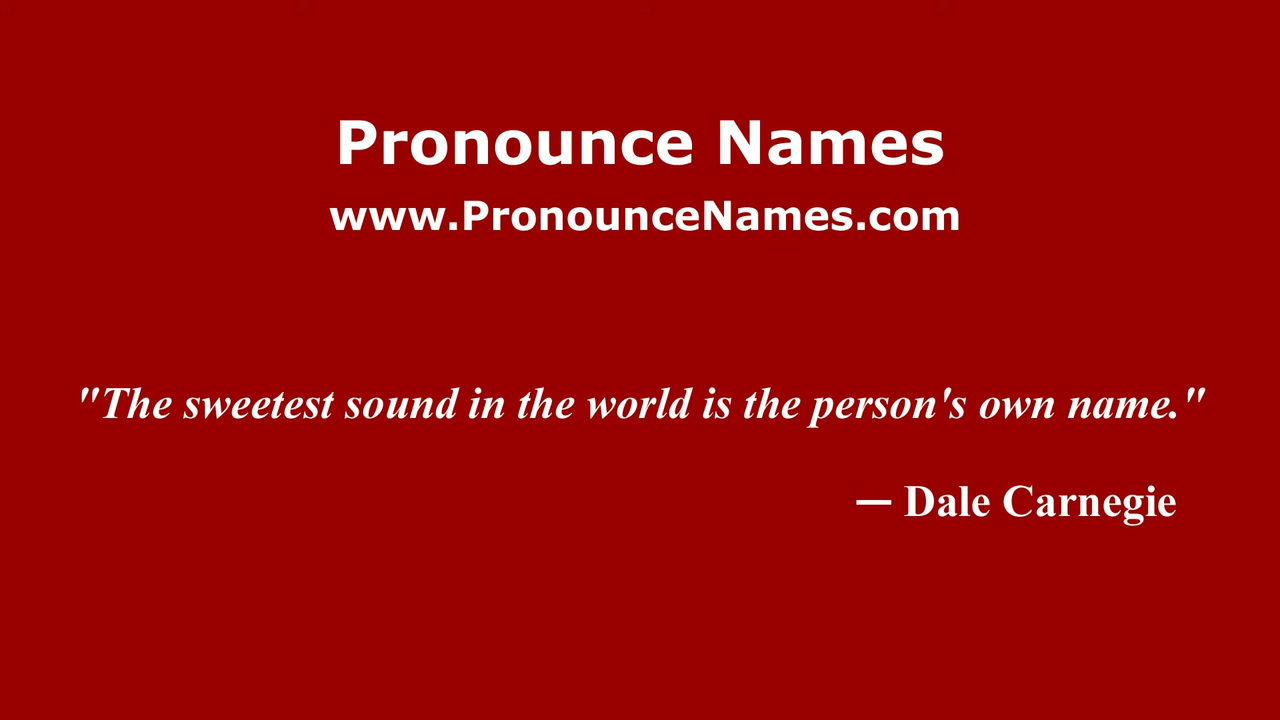 Pronounce Names
www.PronounceNames.com
"The sweetest sound in the world is the person's own name."
— Dale Carnegie